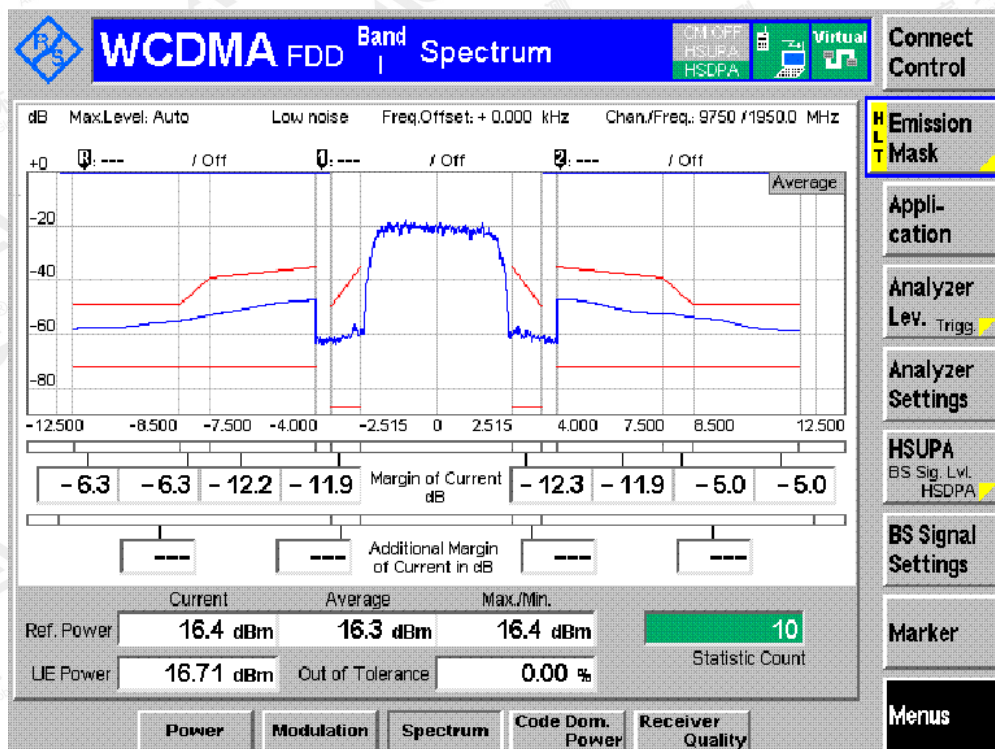 R S
WCDMA FDD Band I Spectrum
CM OFF
HSUPA
HSDPA
Virtual
Connect
Control
dB Max.Level: Auto Low noise Freq.Offset: + 0.000 kHz Chan./Freq.: 9750 /1950.0 MHz
R: --- / Off 1: --- / Off 2: --- / Off
HLT
Emission
Mask
Average
+0
-20
-40
-60
-80
-12.500 -8.500 -7.500 -4.000 -2.515 0 2.515 4.000 7.500 8.500 12.500
Appli-
cation
Analyzer
Lev. Trigg.
Analyzer
Settings
HSUPA
BS Sig. Lvl.
HSDPA
- 6.3 - 6.3 - 12.2 - 11.9 Margin of Current dB - 12.3 - 11.9 - 5.0 - 5.0
--- --- Additional Margin of Current in dB --- ---
BS Signal
Settings
Current Average Max./Min.
Ref. Power 16.4 dBm 16.3 dBm 16.4 dBm 10
Statistic Count
UE Power 16.71 dBm Out of Tolerance 0.00 %
Marker
Menus
Power Modulation Spectrum Code Dom. Power Receiver Quality